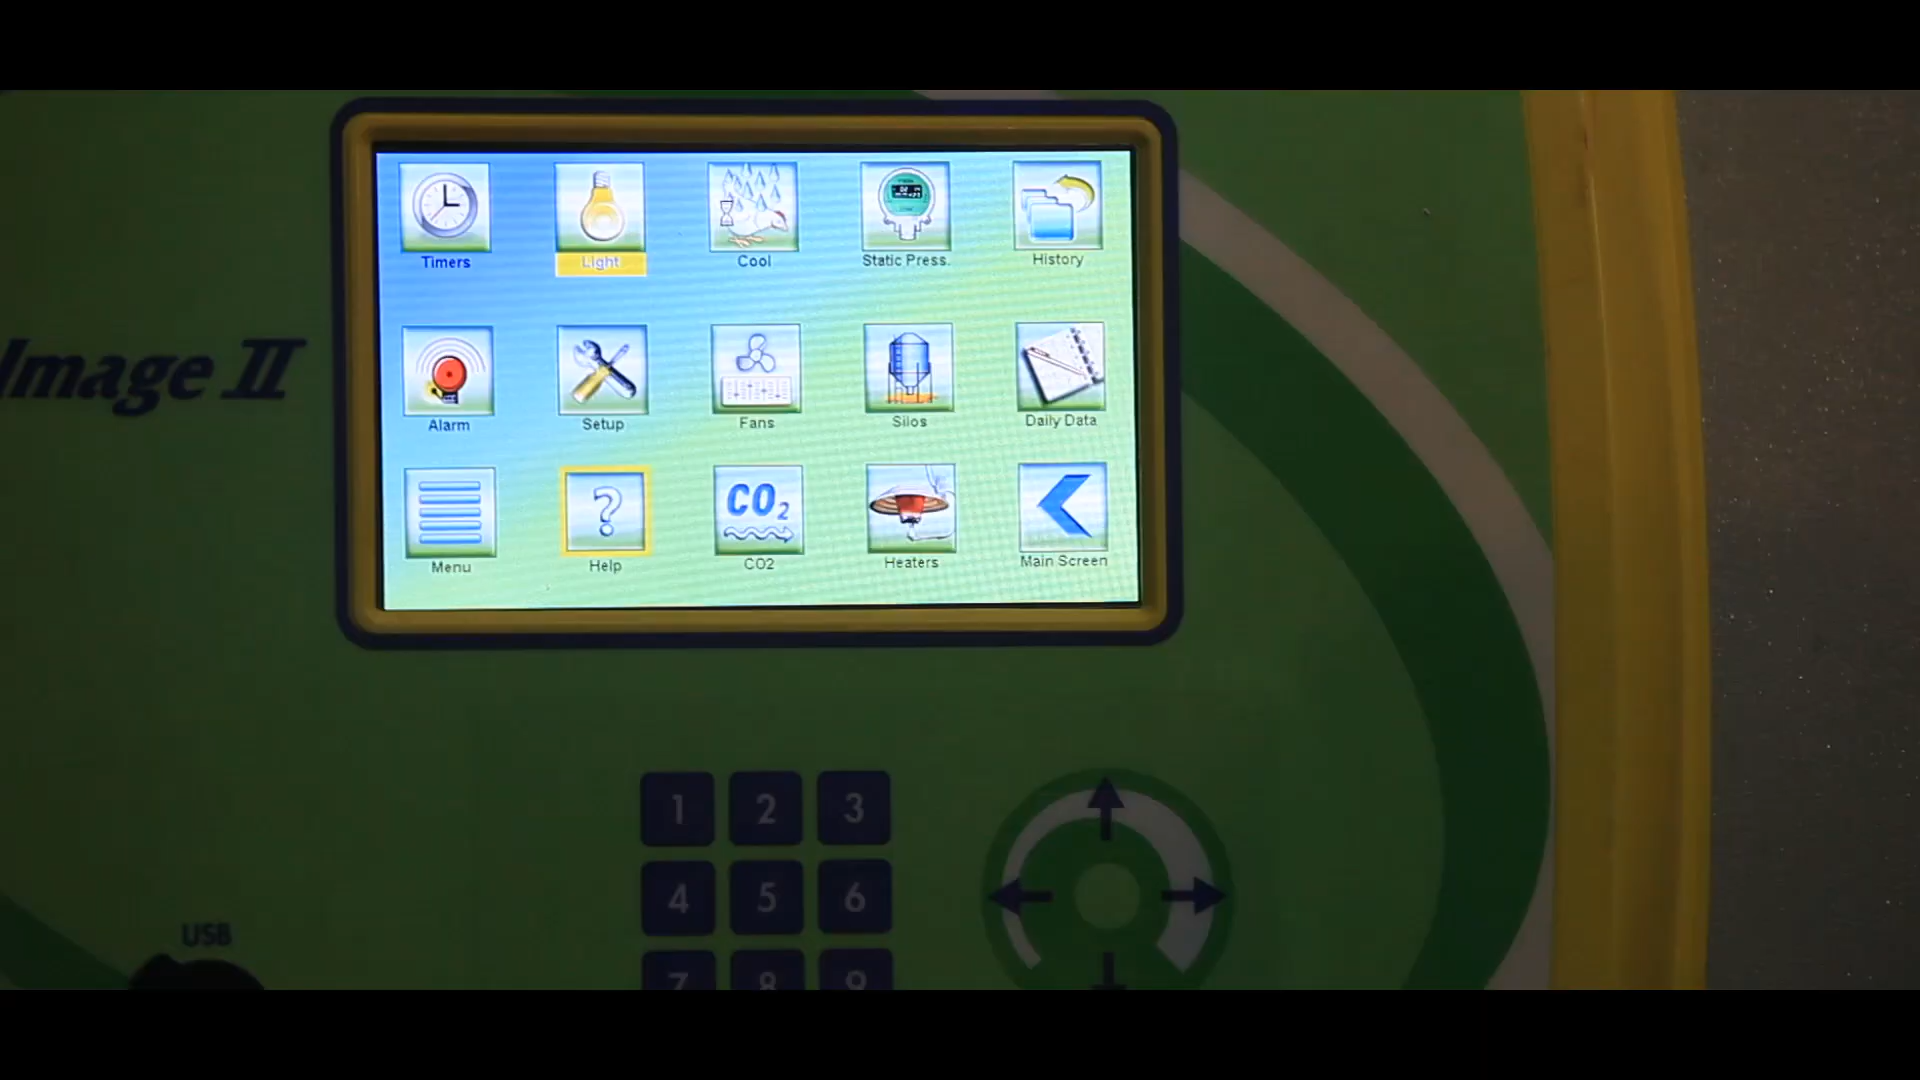 Timers
Light
Cool
Static Press.
History
Alarm
Setup
Fans
Silos
Daily Data
Menu
?
Help
CO2
CO2
Heaters
Main Screen
Image II
1 2 3
4 5 6
7 8 9
USB